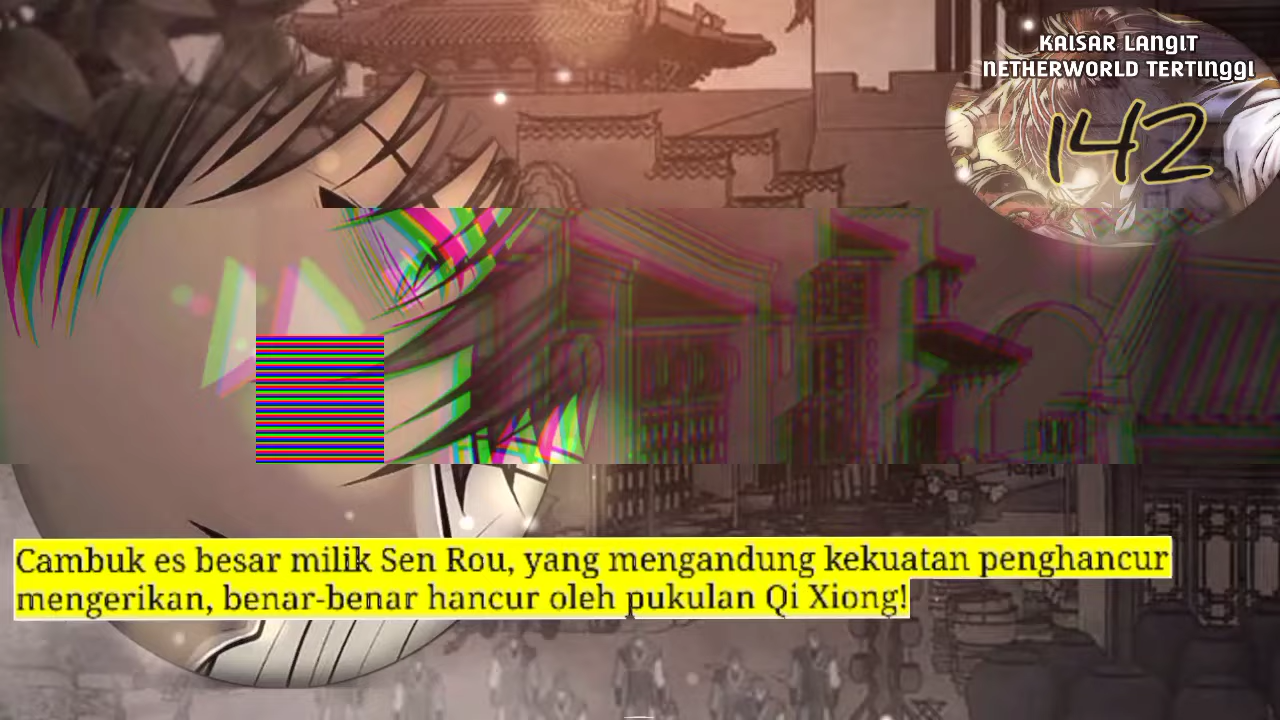 KAISAR LANGIT
NETHERWORLD TERTINGGI
142
Cambuk es besar milik Sen Rou, yang mengandung kekuatan penghancur
mengerikan, benar-benar hancur oleh pukulan Qi Xiong!